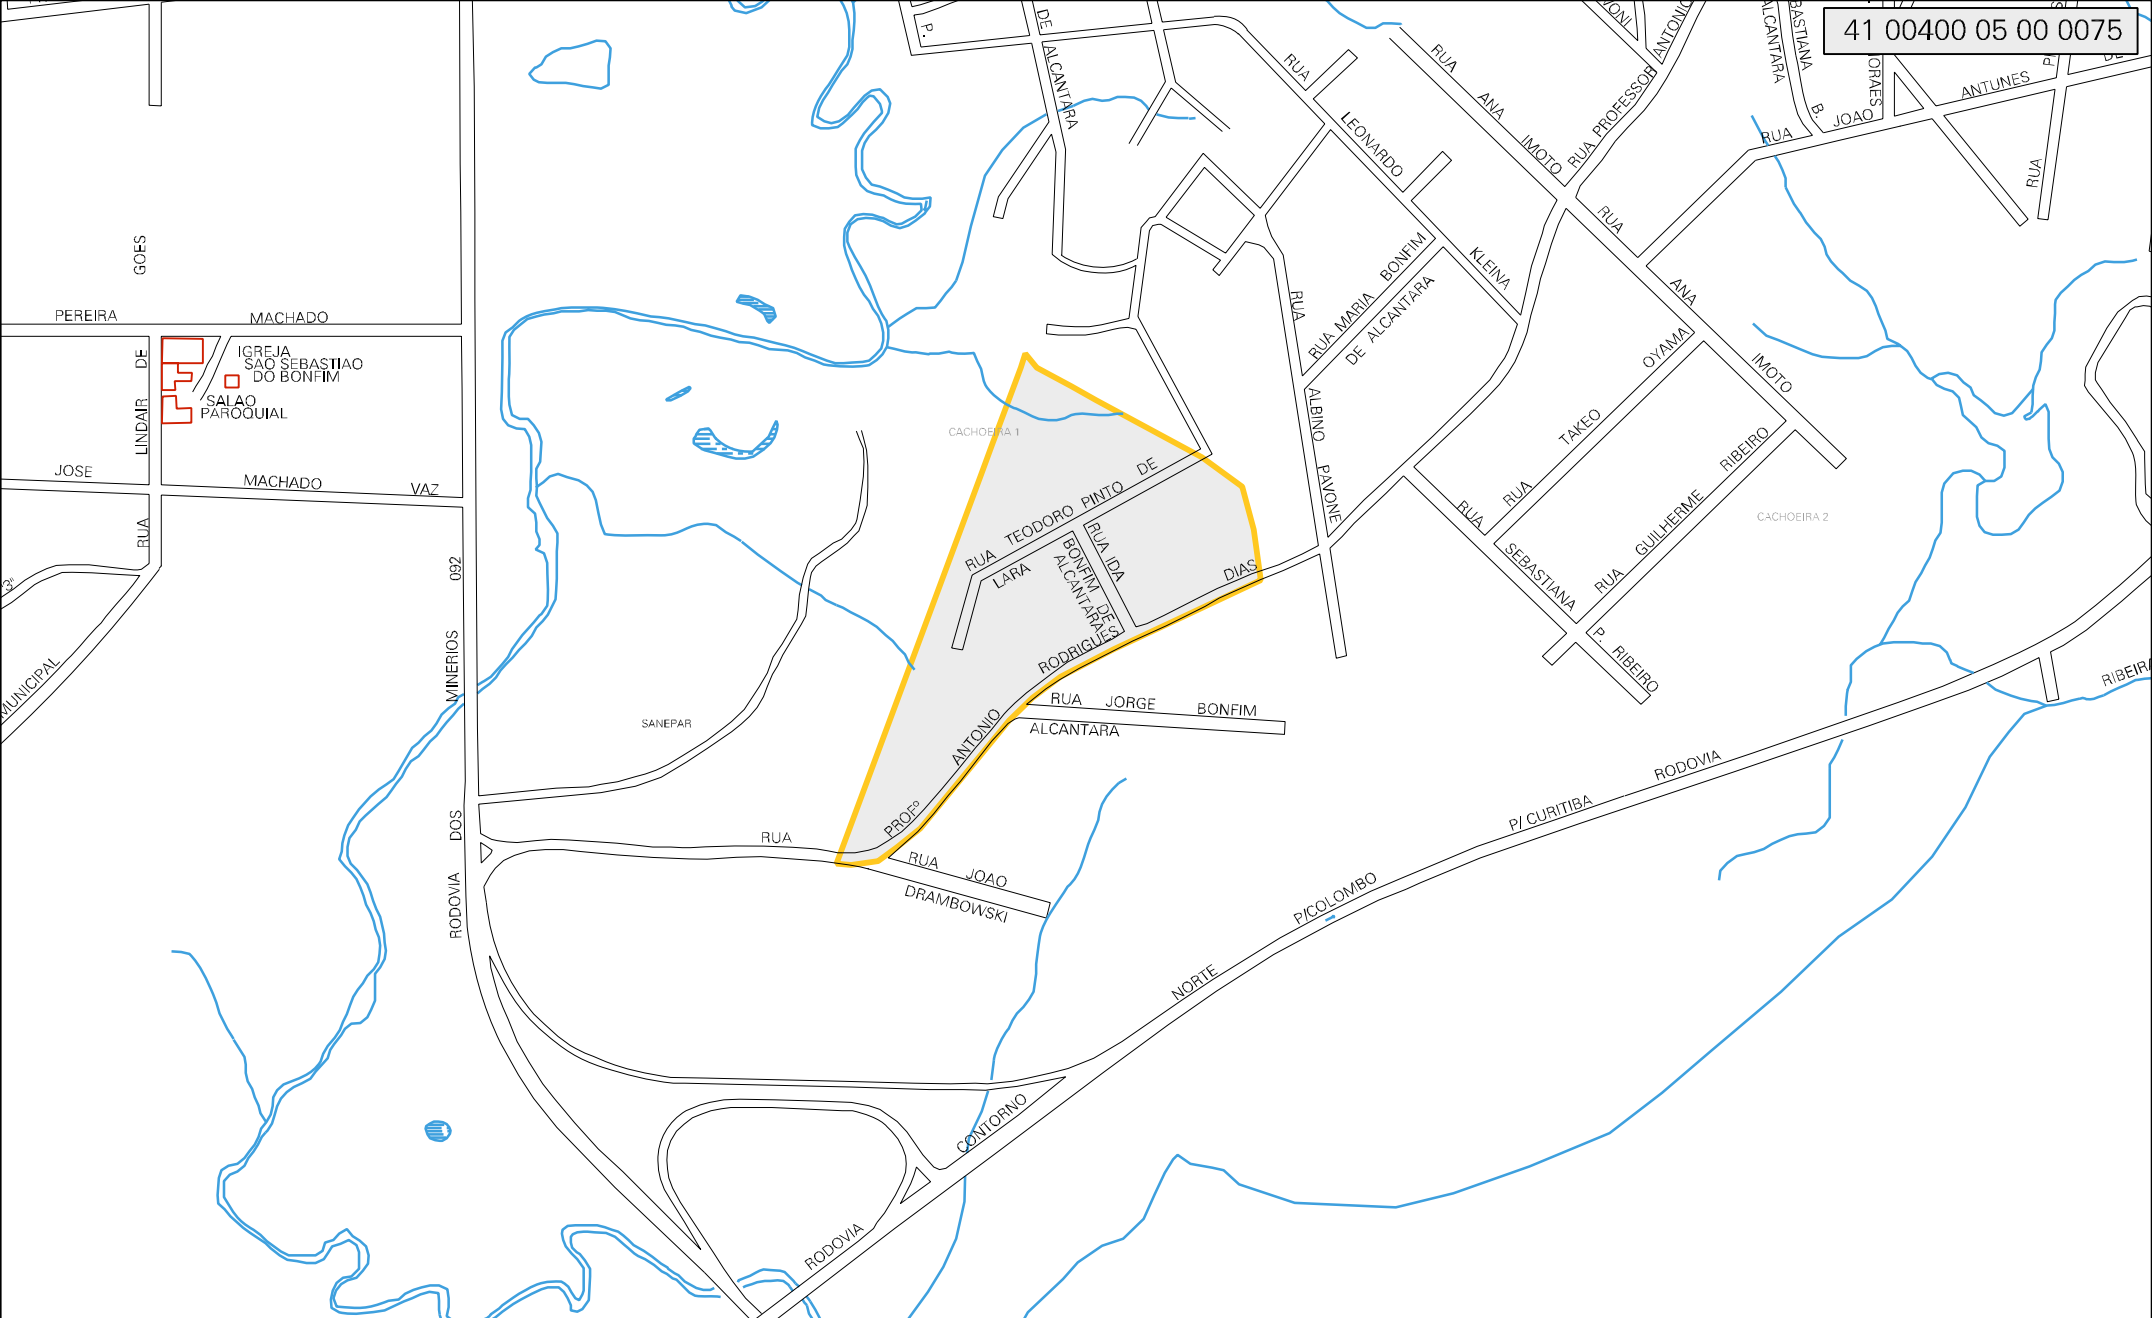 41 00400 05 00 0075
P.
DE
ALCANTARA
RUA
LEONARDO
KLEINA
RUA
ANA
IMOTO
RUA PROFESSOR ANTONIO
ALCANTARA
B.
RUA
JOAO
ANTUNES
RUA
MORAES
RUA
ANA
IMOTO
GOES
PEREIRA
MACHADO
DE
LINDAIR
RUA
IGREJA
SAO SEBASTIAO
DO BONFIM
SALAO
PAROQUIAL
JOSE
MACHADO
VAZ
MUNICIPAL
092
MINERIOS
DOS
RODOVIA
SANEPAR
CACHOEIRA 1
RUA
ALBINO
PAVONE
RUA MARIA BONFIM
DE ALCANTARA
RUA TAKEO OYAMA
RUA GUILHERME RIBEIRO
CACHOEIRA 2
RUA
SEBASTIANA
P. RIBEIRO
RUA TEODORO PINTO DE
LARA
RUA IDA
BONFIM DE
ALCANTARA
RUA
PROFº
ANTONIO
RODRIGUES
DIAS
RUA JORGE BONFIM
ALCANTARA
RUA JOAO
DRAMBOWSKI
RODOVIA
CONTORNO
NORTE
P/COLOMBO
P/ CURITIBA
RODOVIA